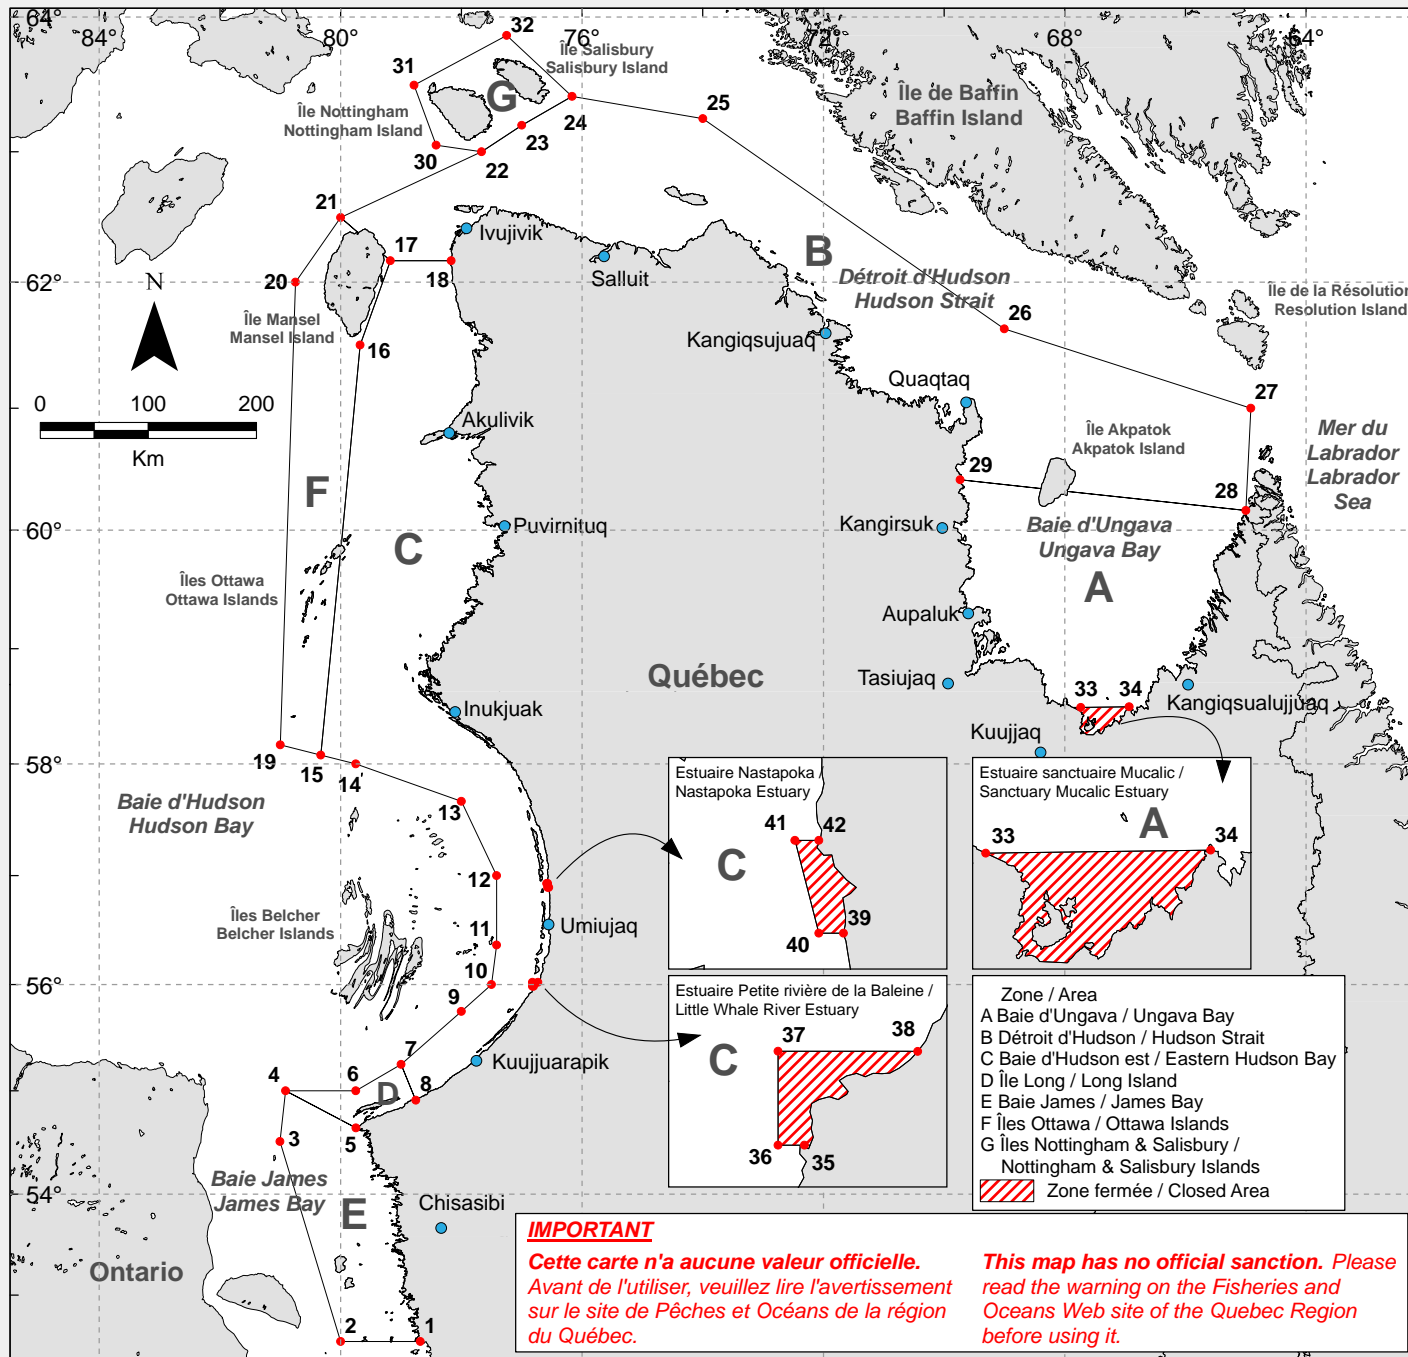 64°
84°
80°
76°
72°
68°
64°
32
Île Salisbury
Salisbury Island
31
G
Île Nottingham
Nottingham Island
30
22
23
24
25
Île de Baffin
Baffin Island
21
17
18
Ivujivik
Salluit
B
Détroit d'Hudson
Hudson Strait
20
62°
N
Île Mansel
Mansel Island
16
26
Île de la Résolution
Resolution Island
Kangiqsujuaq
Quaqtaq
27
0 100 200
Km
Akulivik
Île Akpatok
Akpatok Island
Mer du
Labrador
Labrador
Sea
F
29
28
60°
C
Puvirnituq
Kangirsuk
Baie d'Ungava
Ungava Bay
A
Îles Ottawa
Ottawa Islands
Aupaluk
Québec
Tasiujaq
Inukjuak
33
34
Kangiqsualujjuaq
Kuujjaq
19
15
14
58°
13
Baie d'Hudson
Hudson Bay
Estuaire Nastapoka /
Nastapoka Estuary
41
42
C
40
39
Estuaire sanctuaire Mucalic /
Sanctuary Mucalic Estuary
A
33
34
12
Îles Belcher
Belcher Islands
11
Umiujaq
10
56°
9
Estuaire Petite rivière de la Baleine /
Little Whale River Estuary
37
38
C
36
35
7
Kuujjuarapik
4
6
D
8
3
5
Baie James
James Bay
54°
E
Chisasibi
Ontario
2
1
Zone / Area
A Baie d'Ungava / Ungava Bay
B Détroit d'Hudson / Hudson Strait
C Baie d'Hudson est / Eastern Hudson Bay
D Île Long / Long Island
E Baie James / James Bay
F Îles Ottawa / Ottawa Islands
G Îles Nottingham & Salisbury /
Nottingham & Salisbury Islands
Zone fermée / Closed Area
IMPORTANT
Cette carte n'a aucune valeur officielle.
Avant de l'utiliser, veuillez lire l'avertissement
sur le site de Pêches et Océans de la région
du Québec.
This map has no official sanction. Please
read the warning on the Fisheries and
Oceans Web site of the Quebec Region
before using it.